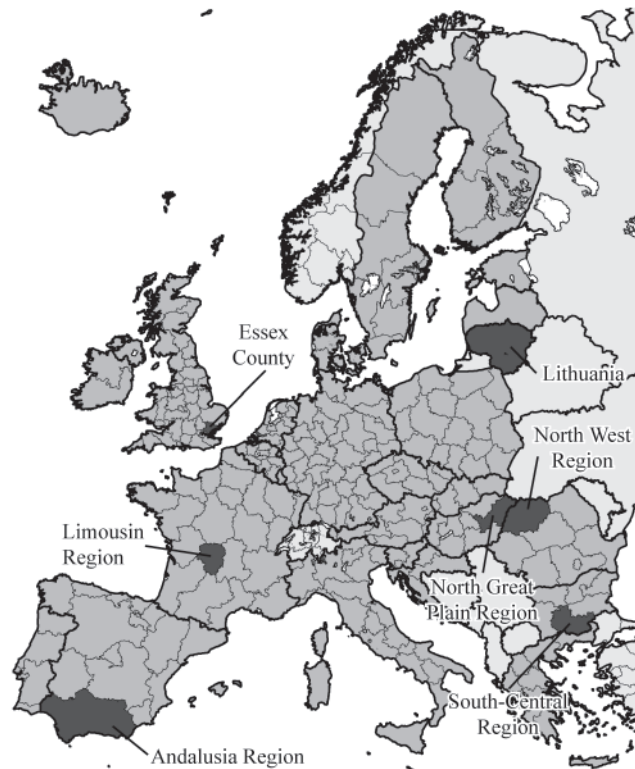 Essex
County
Lithuania
North West
Region
Limousin
Region
North Great
Plain Region
South-Central
Region
Andalusia Region